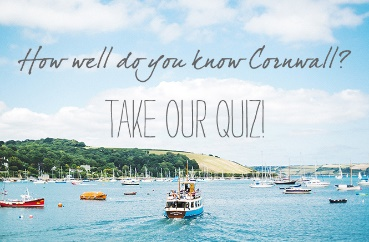 How well do you know Cornwall?
TAKE OUR QUIZ!